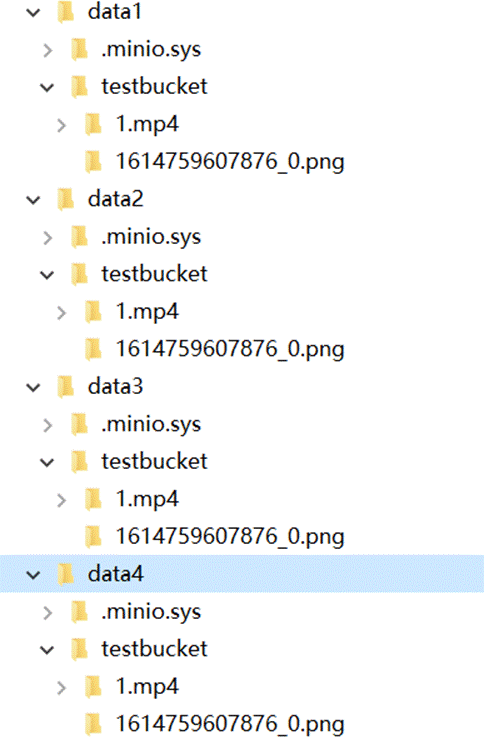 data1
.minio.sys
testbucket
1.mp4
1614759607876_0.png
data2
.minio.sys
testbucket
1.mp4
1614759607876_0.png
data3
.minio.sys
testbucket
1.mp4
1614759607876_0.png
data4
.minio.sys
testbucket
1.mp4
1614759607876_0.png